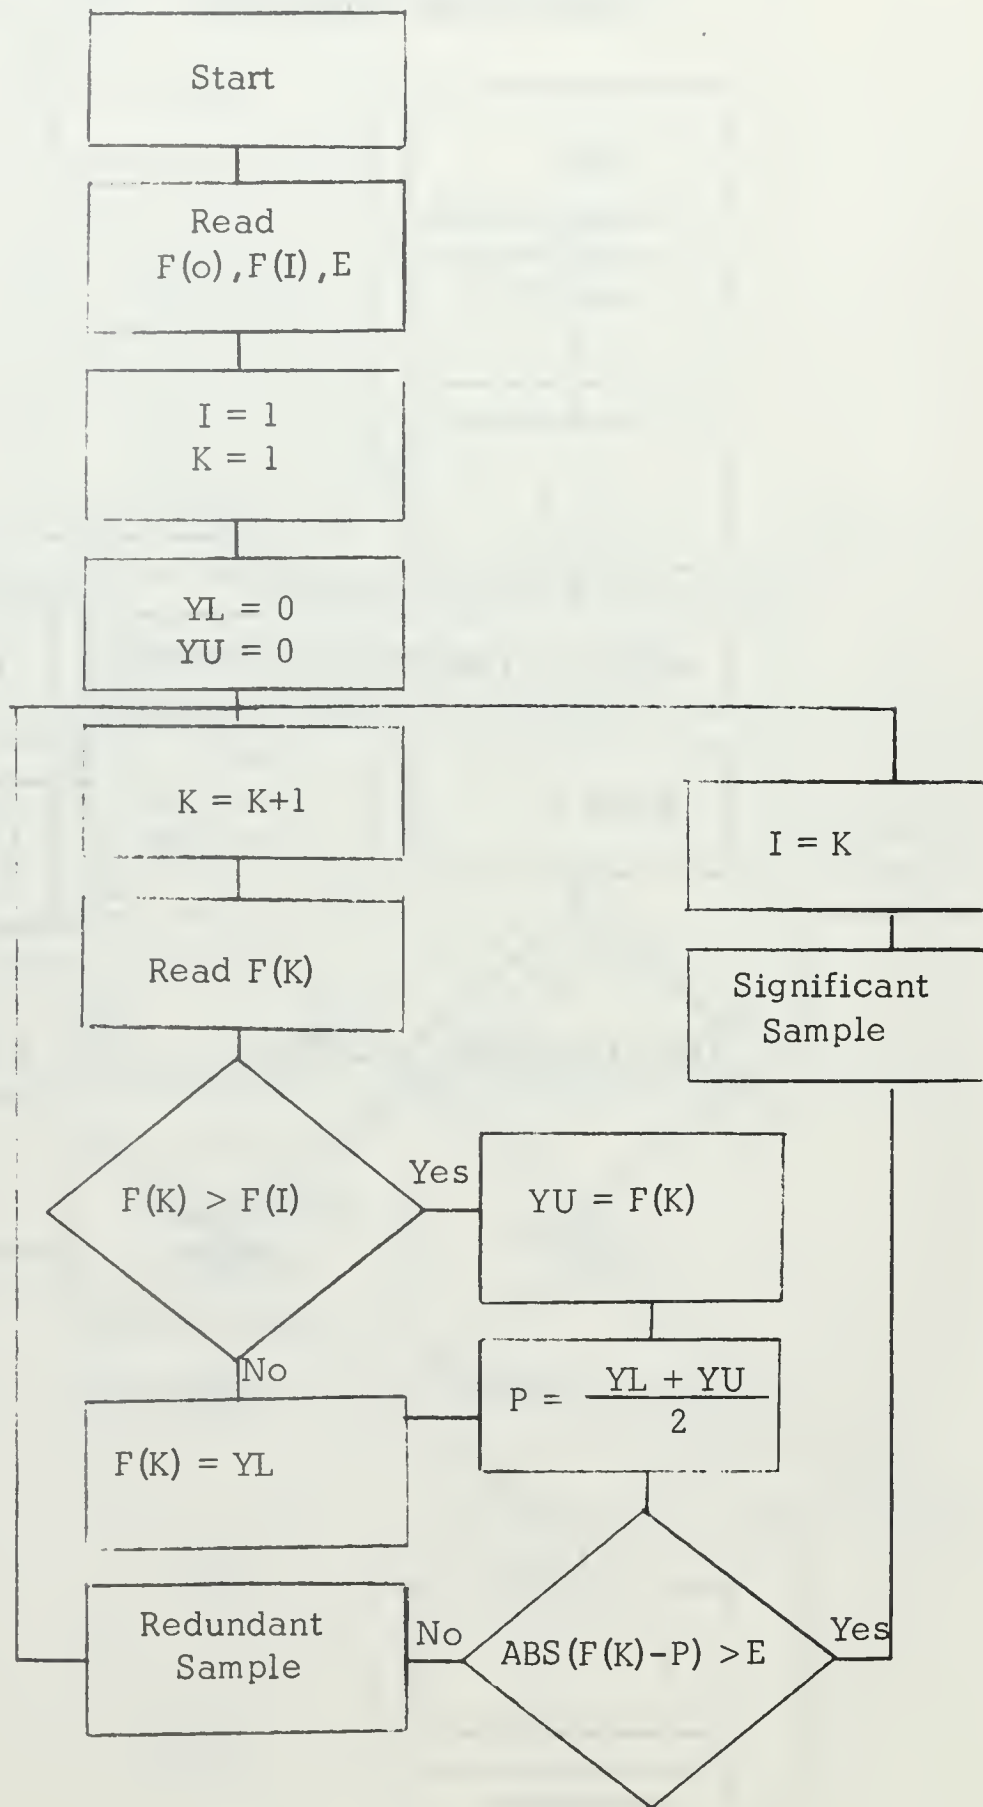 Start
Read
F(o), F(I), E
I = 1
K = 1
YL = 0
YU = 0
K = K+1
I = K
Read F(K)
Significant
Sample
F(K) > F(I)
Yes
YU = F(K)
No
P = YL + YU
2
F(K) = YL
Redundant
Sample
No
ABS(F(K)-P) > E
Yes